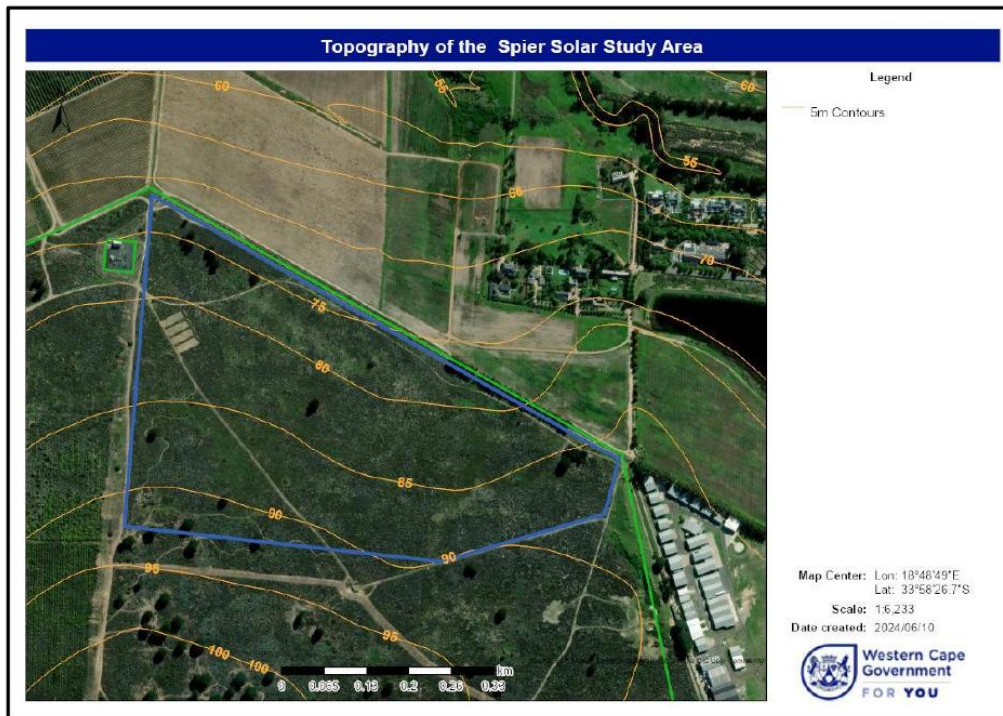 Topography of the Spier Solar Study Area
Legend
5m Contours
60
55
60
55
65
70
75
80
85
90
90
95
95
100
100
km
0 0.065 0.13 0.2 0.26 0.33
Map Center: Lon: 18°46'49"E
Lat: 33°58'26.7"S
Scale: 1:6,233
Date created: 2024/06/10
Western Cape
Government
FOR YOU